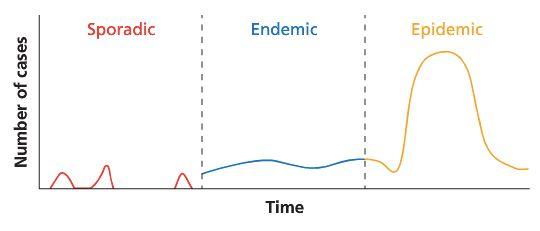 Sporadic
Endemic
Epidemic
Number of cases
Time